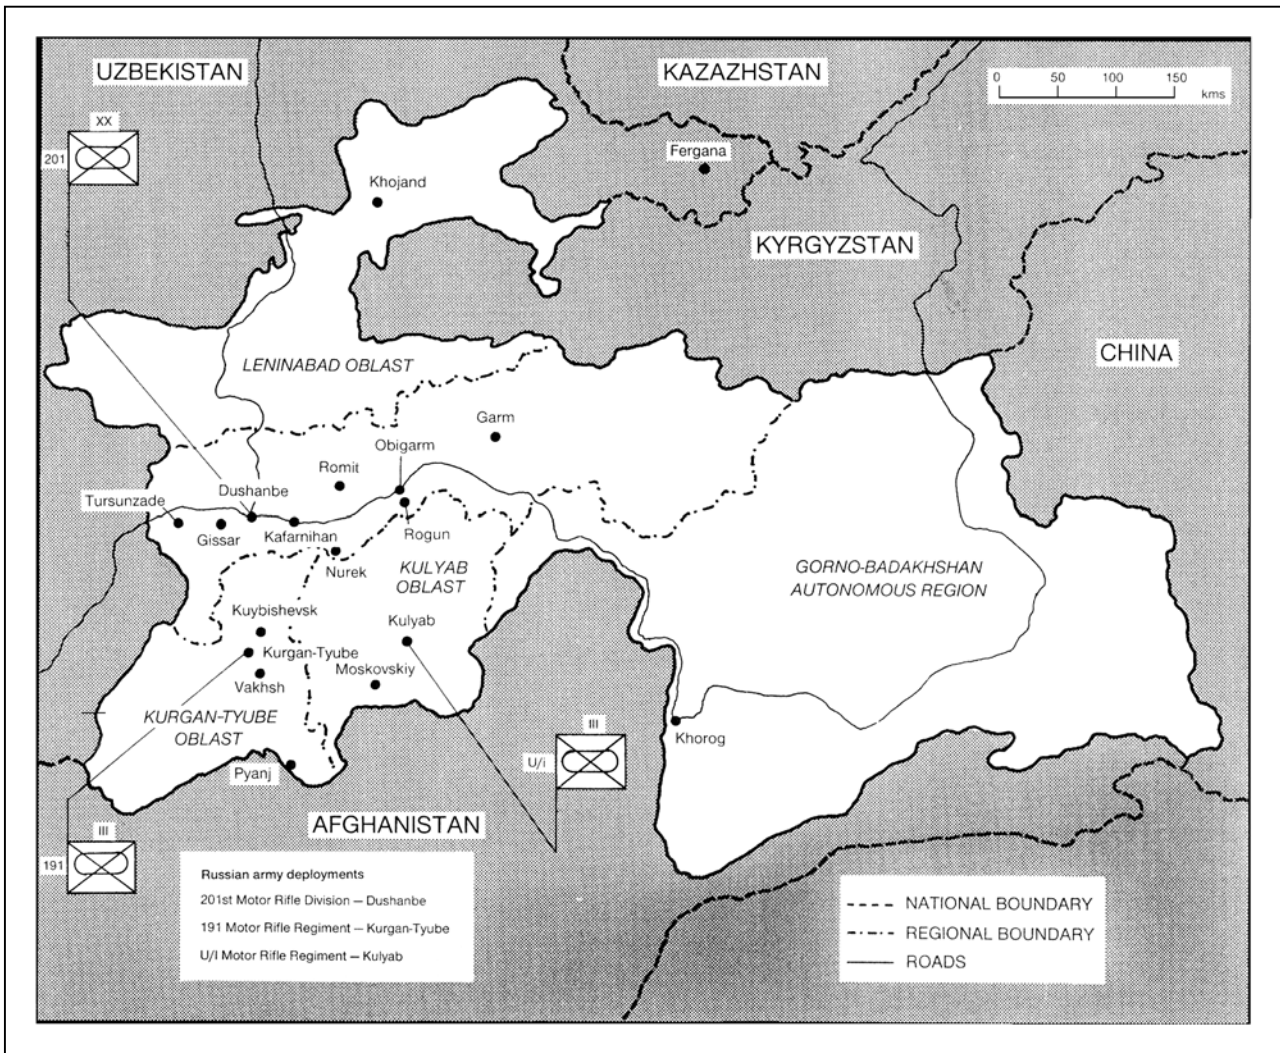 UZBEKISTAN
KAZAZHSTAN
0 50 100 150
kms
XX
201
Fergana
Khojand
KYRGYZSTAN
CHINA
LENINABAD OBLAST
Garm
Obigarm
Romit
Dushanbe
Tursunzade
Gissar
Kafarnihan
Rogun
Nurek
KULYAB
OBLAST
GORNO-BADAKHSHAN
AUTONOMOUS REGION
Kuybishevsk
Kulyab
Kurgan-Tyube
Moskovskiy
Vakhsh
KURGAN-TYUBE
OBLAST
Khorog
III
U/i
Pyanj
AFGHANISTAN
III
191
Russian army deployments
201st Motor Rifle Division – Dushanbe
191 Motor Rifle Regiment – Kurgan-Tyube
U/I Motor Rifle Regiment – Kulyab
NATIONAL BOUNDARY
REGIONAL BOUNDARY
ROADS